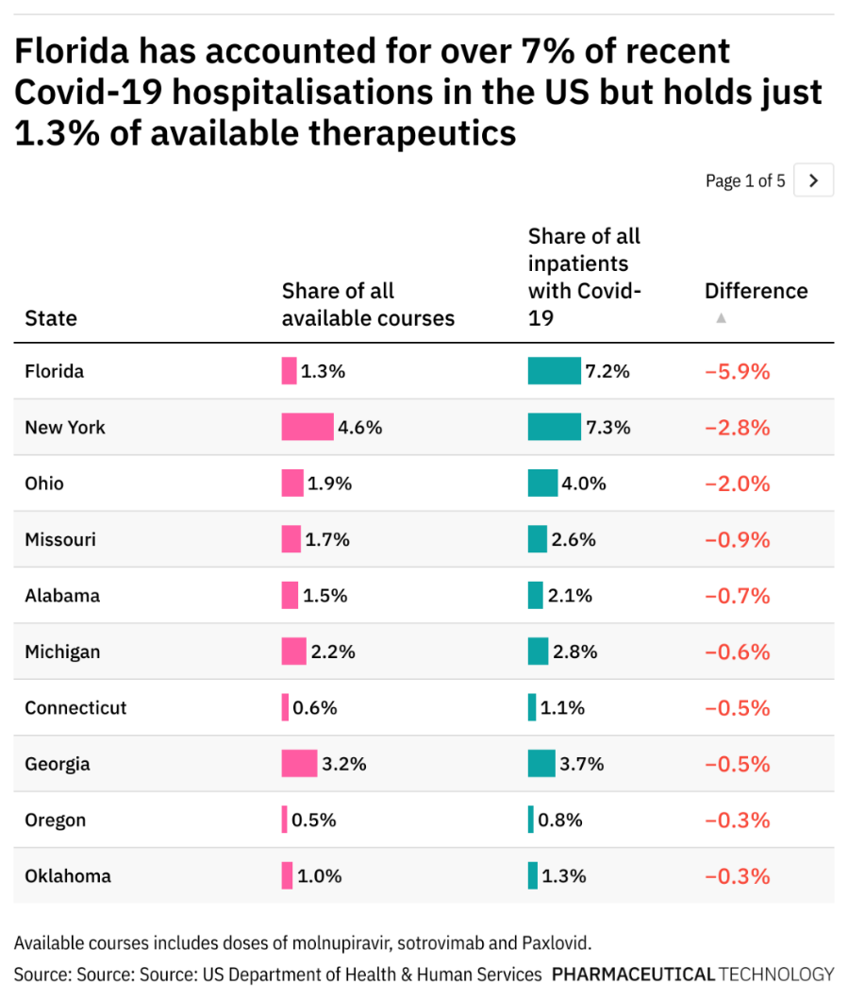 Florida has accounted for over 7% of recent
Covid-19 hospitalisations in the US but holds just
1.3% of available therapeutics
Page 1 of 5 >
State
Share of all
available courses
Share of all
inpatients
with Covid-
19
Difference
Florida 1.3% 7.2% −5.9%
New York 4.6% 7.3% −2.8%
Ohio 1.9% 4.0% −2.0%
Missouri 1.7% 2.6% −0.9%
Alabama 1.5% 2.1% −0.7%
Michigan 2.2% 2.8% −0.6%
Connecticut 0.6% 1.1% −0.5%
Georgia 3.2% 3.7% −0.5%
Oregon 0.5% 0.8% −0.3%
Oklahoma 1.0% 1.3% −0.3%
Available courses includes doses of molnupiravir, sotrovimab and Paxlovid.
Source: Source: Source: US Department of Health & Human Services PHARMACEUTICAL TECHNOLOGY